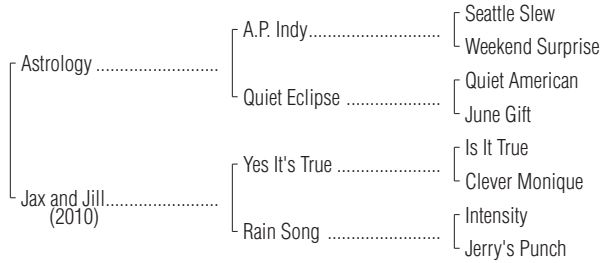 Seattle Slew
A.P. Indy
Weekend Surprise
Astrology
Quiet American
Quiet Eclipse
June Gift
Is It True
Yes It's True
Clever Monique
Jax and Jill
(2010)
Intensity
Rain Song
Jerry's Punch